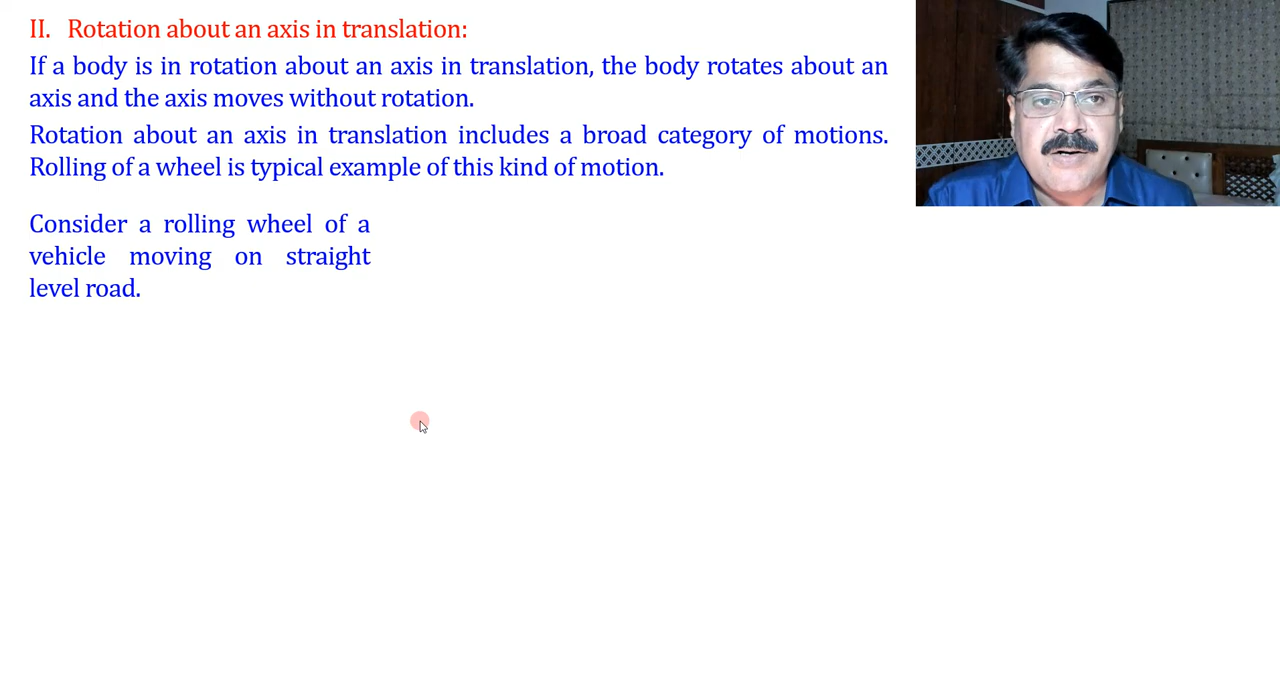 II. Rotation about an axis in translation:
If a body is in rotation about an axis in translation, the body rotates about an
axis and the axis moves without rotation.
Rotation about an axis in translation includes a broad category of motions.
Rolling of a wheel is typical example of this kind of motion.
Consider a rolling wheel of a
vehicle moving on straight
level road.